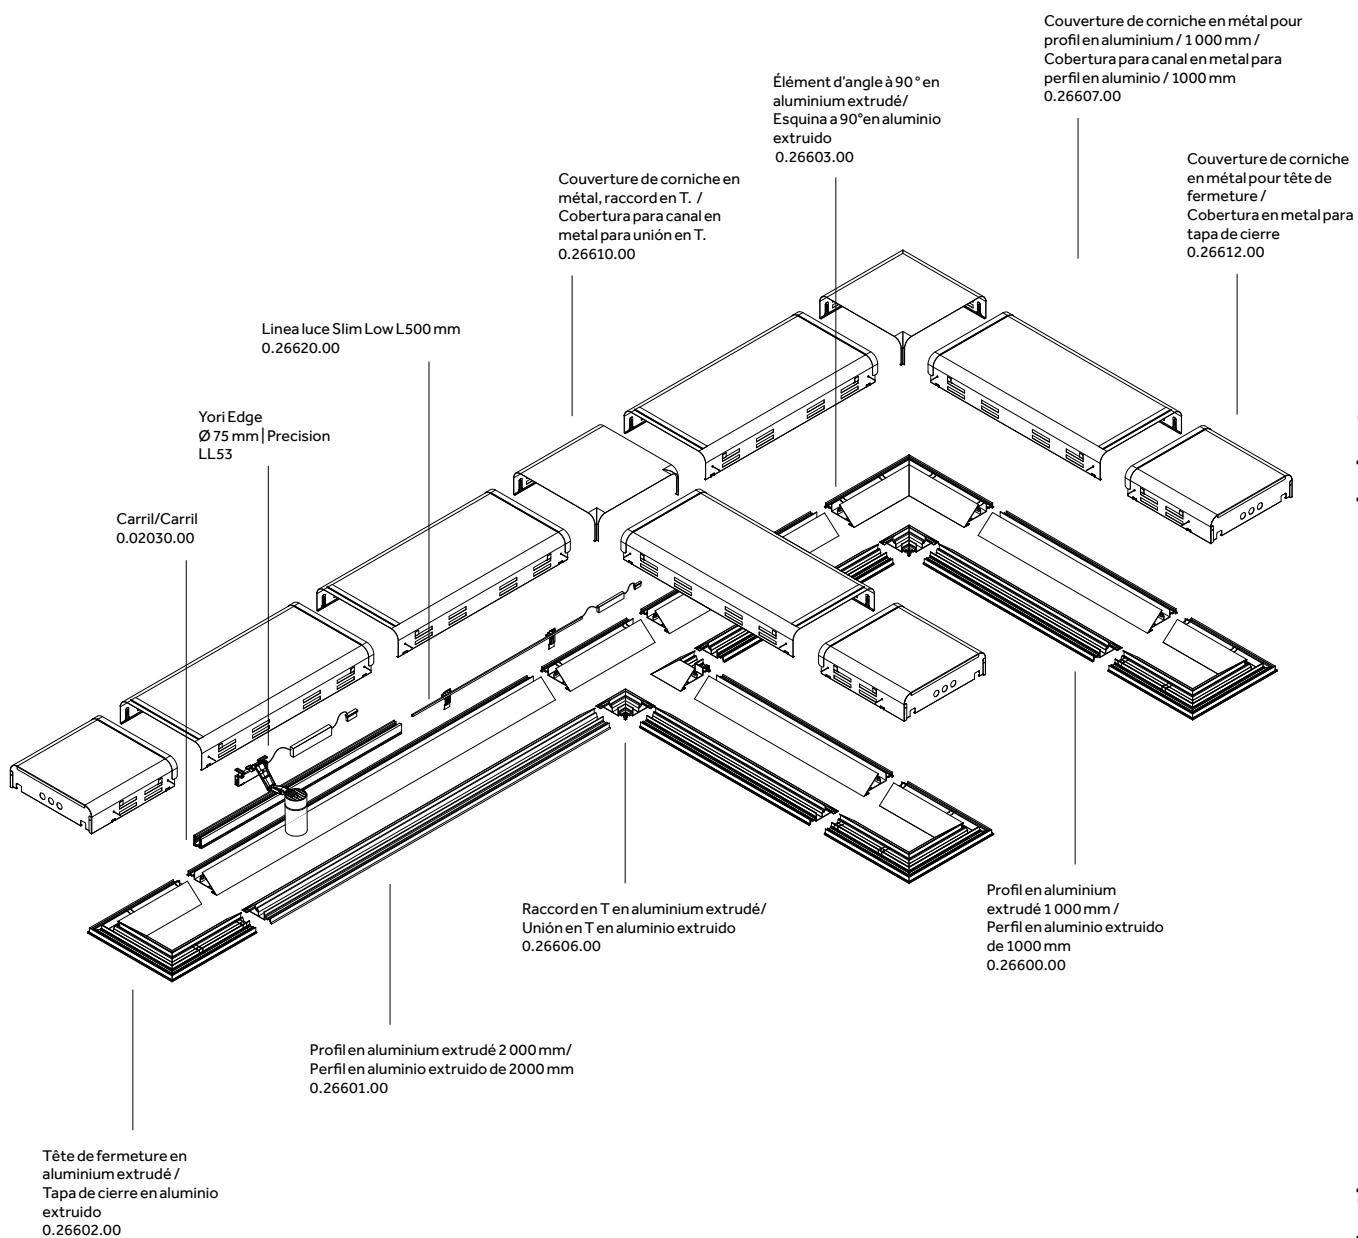 Couverture de corniche en métal pour
profil en aluminium / 1 000 mm /
Cobertura para canal en metal para
perfil en aluminio / 1000 mm
0.26607.00
Élément d'angle à 90° en
aluminium extrudé/
Esquina a 90° en aluminio
extruido
0.26603.00
Couverture de corniche
en métal pour tête de
fermeture /
Cobertura en metal para
tapa de cierre
0.26612.00
Couverture de corniche en
métal, raccord en T. /
Cobertura para canal en
metal para unión en T.
0.26610.00
Linea luce Slim Low L500 mm
0.26620.00
Yori Edge
Ø 75 mm | Precision
LL53
Carril/Carril
0.02030.00
Profil en aluminium
extrudé 1 000 mm /
Perfil en aluminio extruido
de 1000 mm
0.26600.00
Raccord en T en aluminium extrudé/
Unión en T en aluminio extruido
0.26606.00
Profil en aluminium extrudé 2 000 mm/
Perfil en aluminio extruido de 2000 mm
0.26601.00
Tête de fermeture en
aluminium extrudé /
Tapa de cierre en aluminio
extruido
0.26602.00